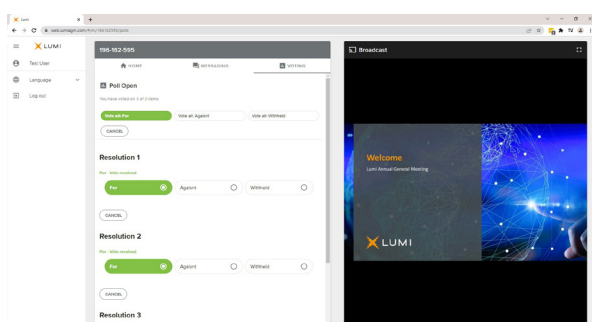 Lumi
web.lumiagm.com
LUMI
Test User
Language
Log out
196-162-595
HOME
MESSAGING
VOTING
Poll Open
You have voted on 3 of 3 items
Vote all: For
Vote all: Against
Vote all: Withheld
CANCEL
Resolution 1
For - Vote received
For
Against
Withheld
CANCEL
Resolution 2
For - Vote received
For
Against
Withheld
CANCEL
Resolution 3
Broadcast
Welcome
Lumi Annual General Meeting
LUMI